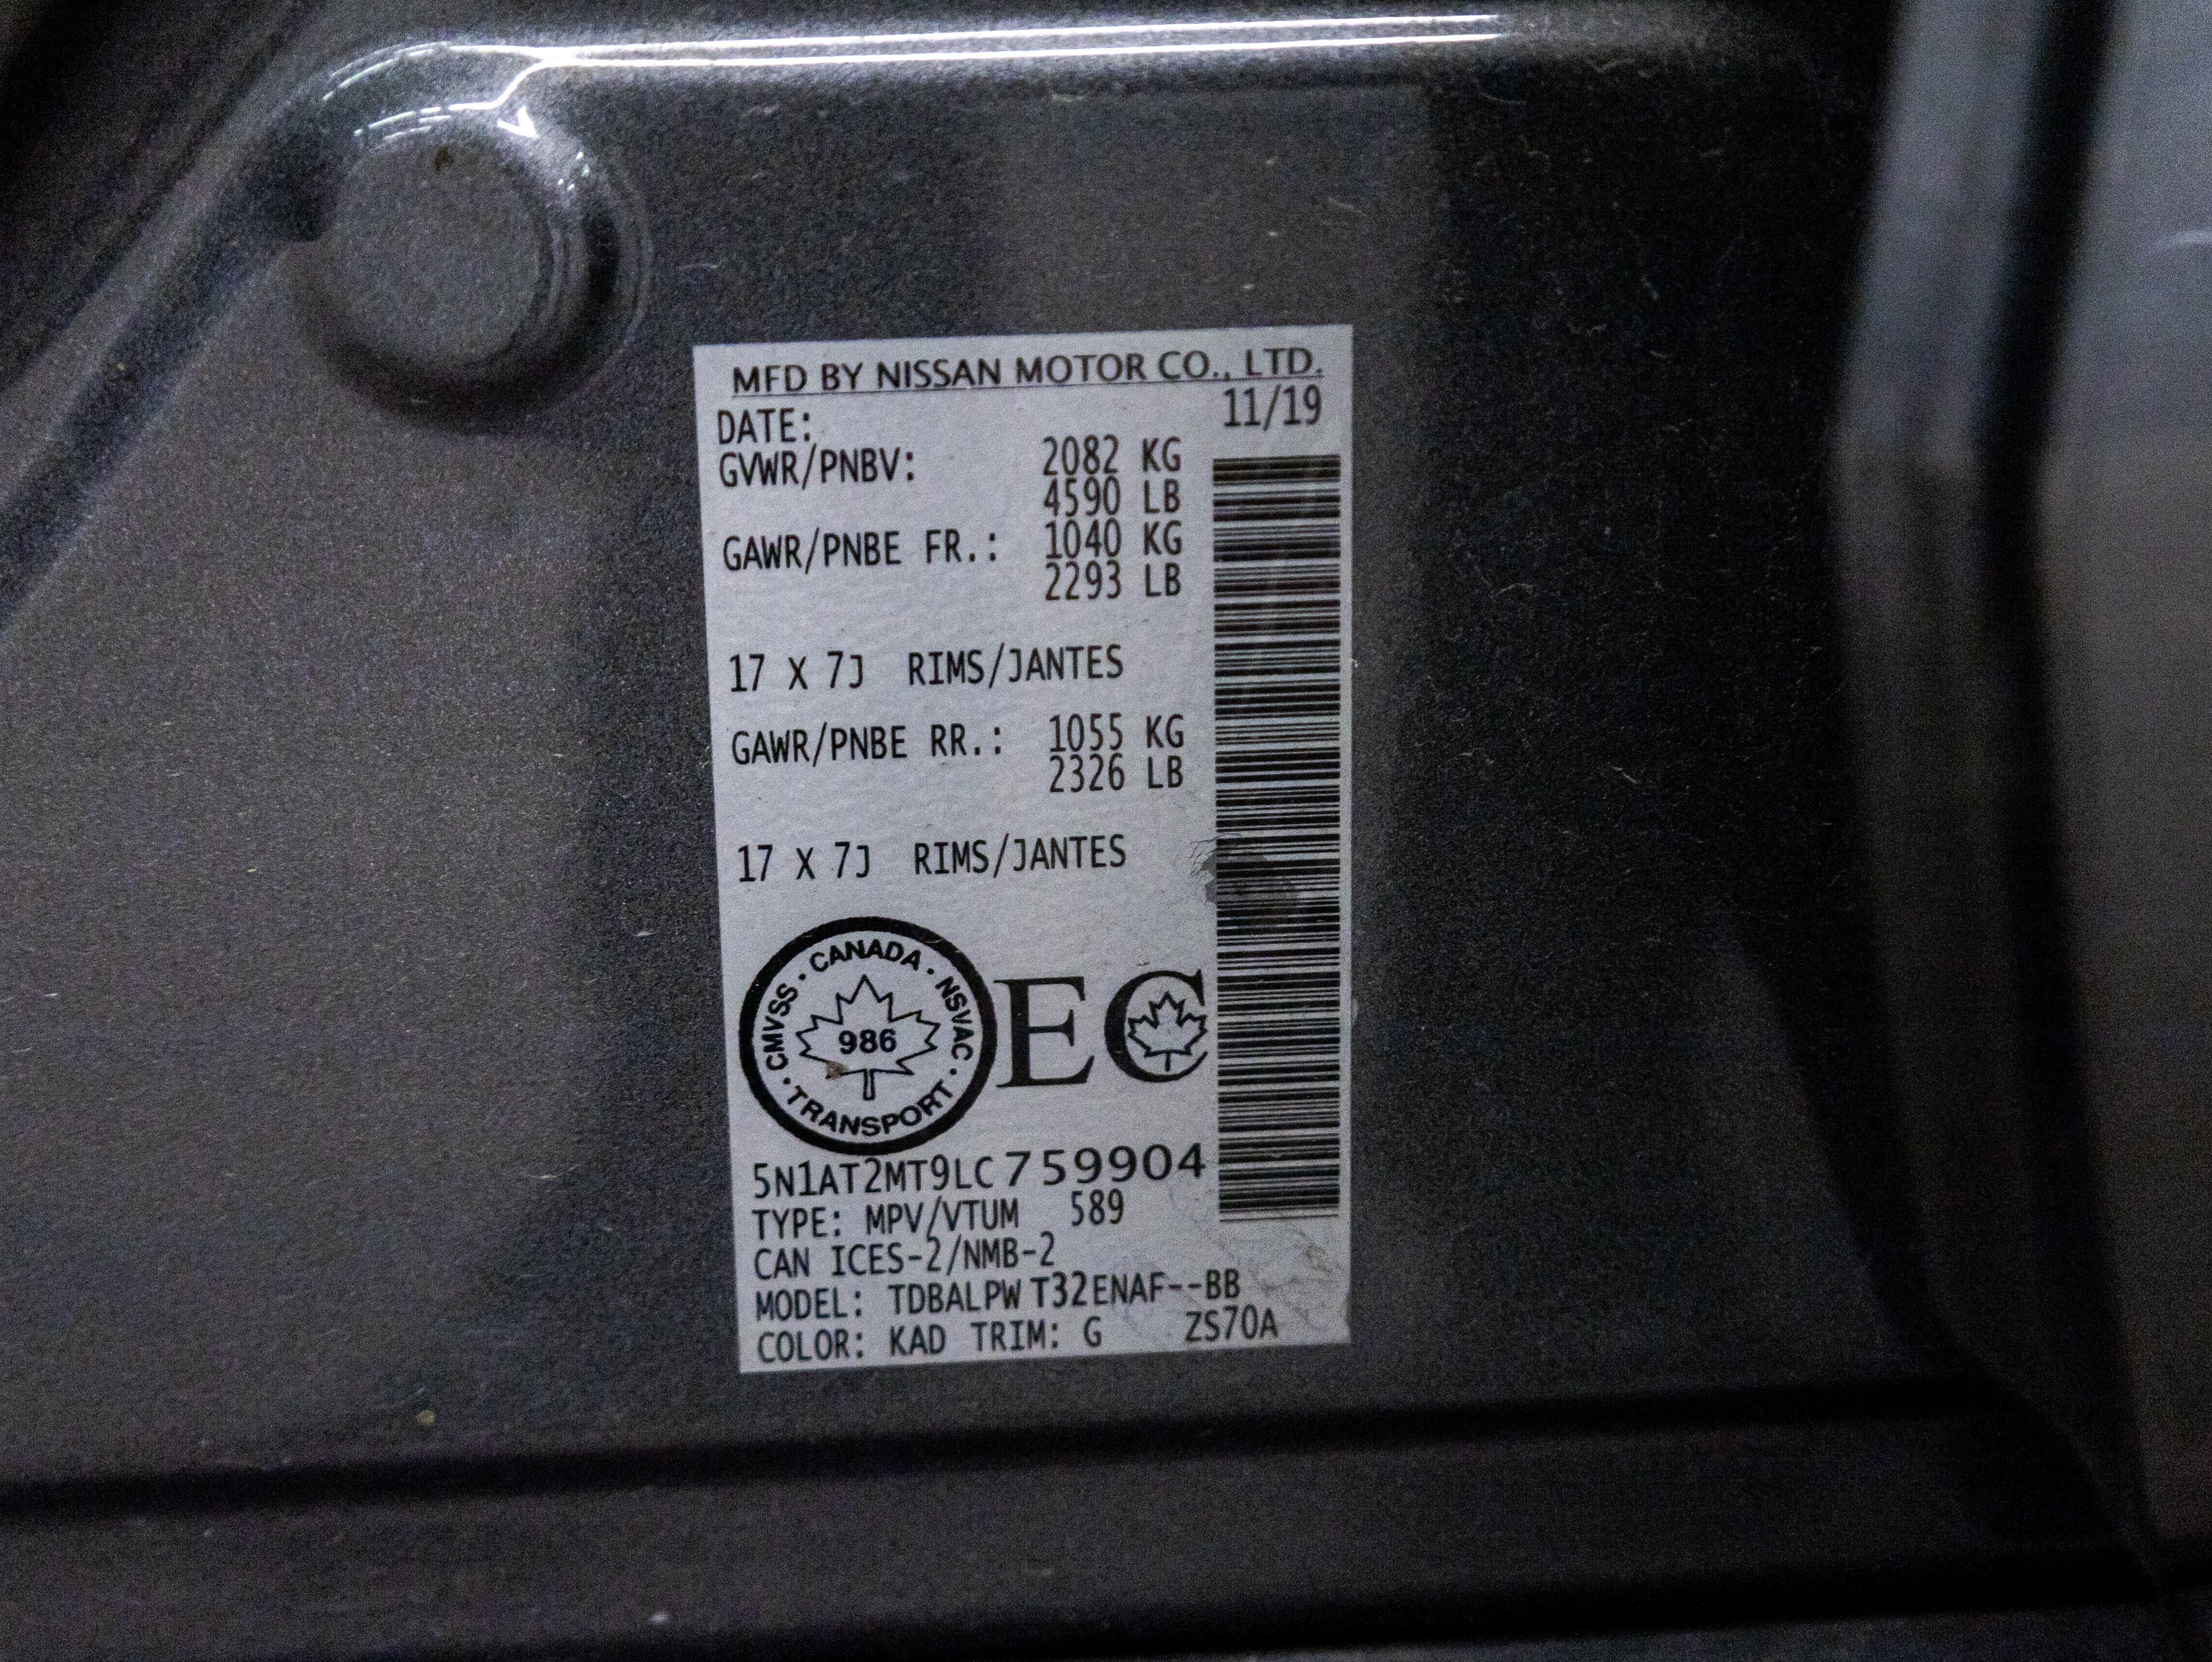 MFD BY NISSAN MOTOR CO., LTD.
DATE: 11/19
GVWR/PNBV: 2082 KG
4590 LB
GAWR/PNBE FR.: 1040 KG
2293 LB
17 X 7J RIMS/JANTES
GAWR/PNBE RR.: 1055 KG
2326 LB
17 X 7J RIMS/JANTES
CMVSS · CANADA · NSVAC · TRANSPORT ·
986
EC
5N1AT2MT9LC759904
TYPE: MPV/VTUM 589
CAN ICES-2/NMB-2
MODEL: TDBALPW T32ENAF--BB
COLOR: KAD TRIM: G ZS70A